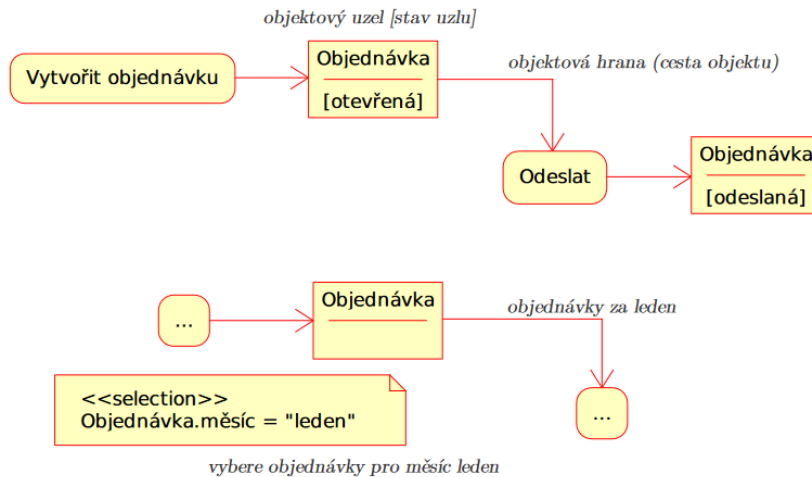 objektový uzel [stav uzlu]
Vytvořit objednávku
Objednávka
[otevřená]
objektová hrana (cesta objektu)
Odeslat
Objednávka
[odeslaná]
...
Objednávka
objednávky za leden
...
<<selection>>
Objednávka.měsíc = "leden"
vybere objednávky pro měsíc leden